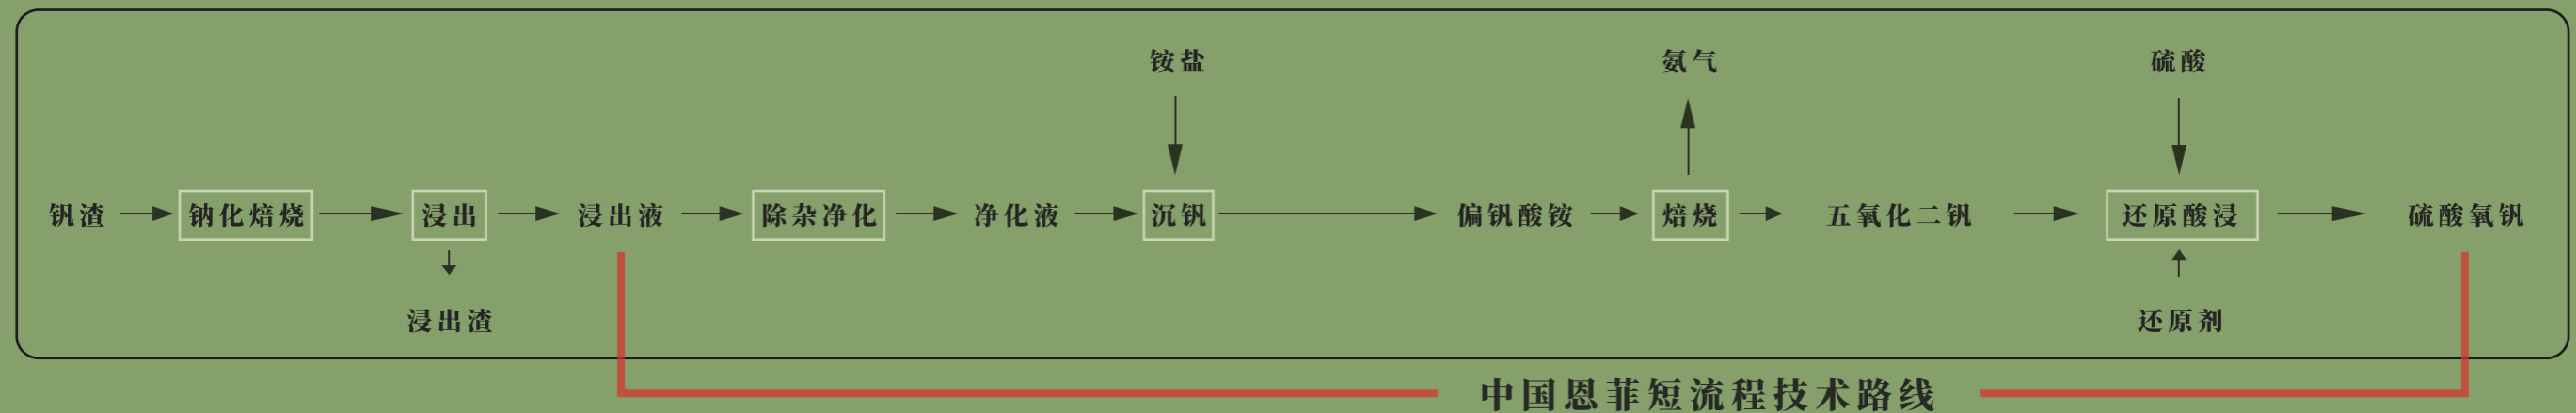 铵盐 氨气 硫酸
钒渣 钠化焙烧 浸出 浸出液 除杂净化 净化液 沉钒 偏钒酸铵 焙烧 五氧化二钒 还原酸浸 硫酸氧钒
浸出渣 还原剂
中国恩菲短流程技术路线